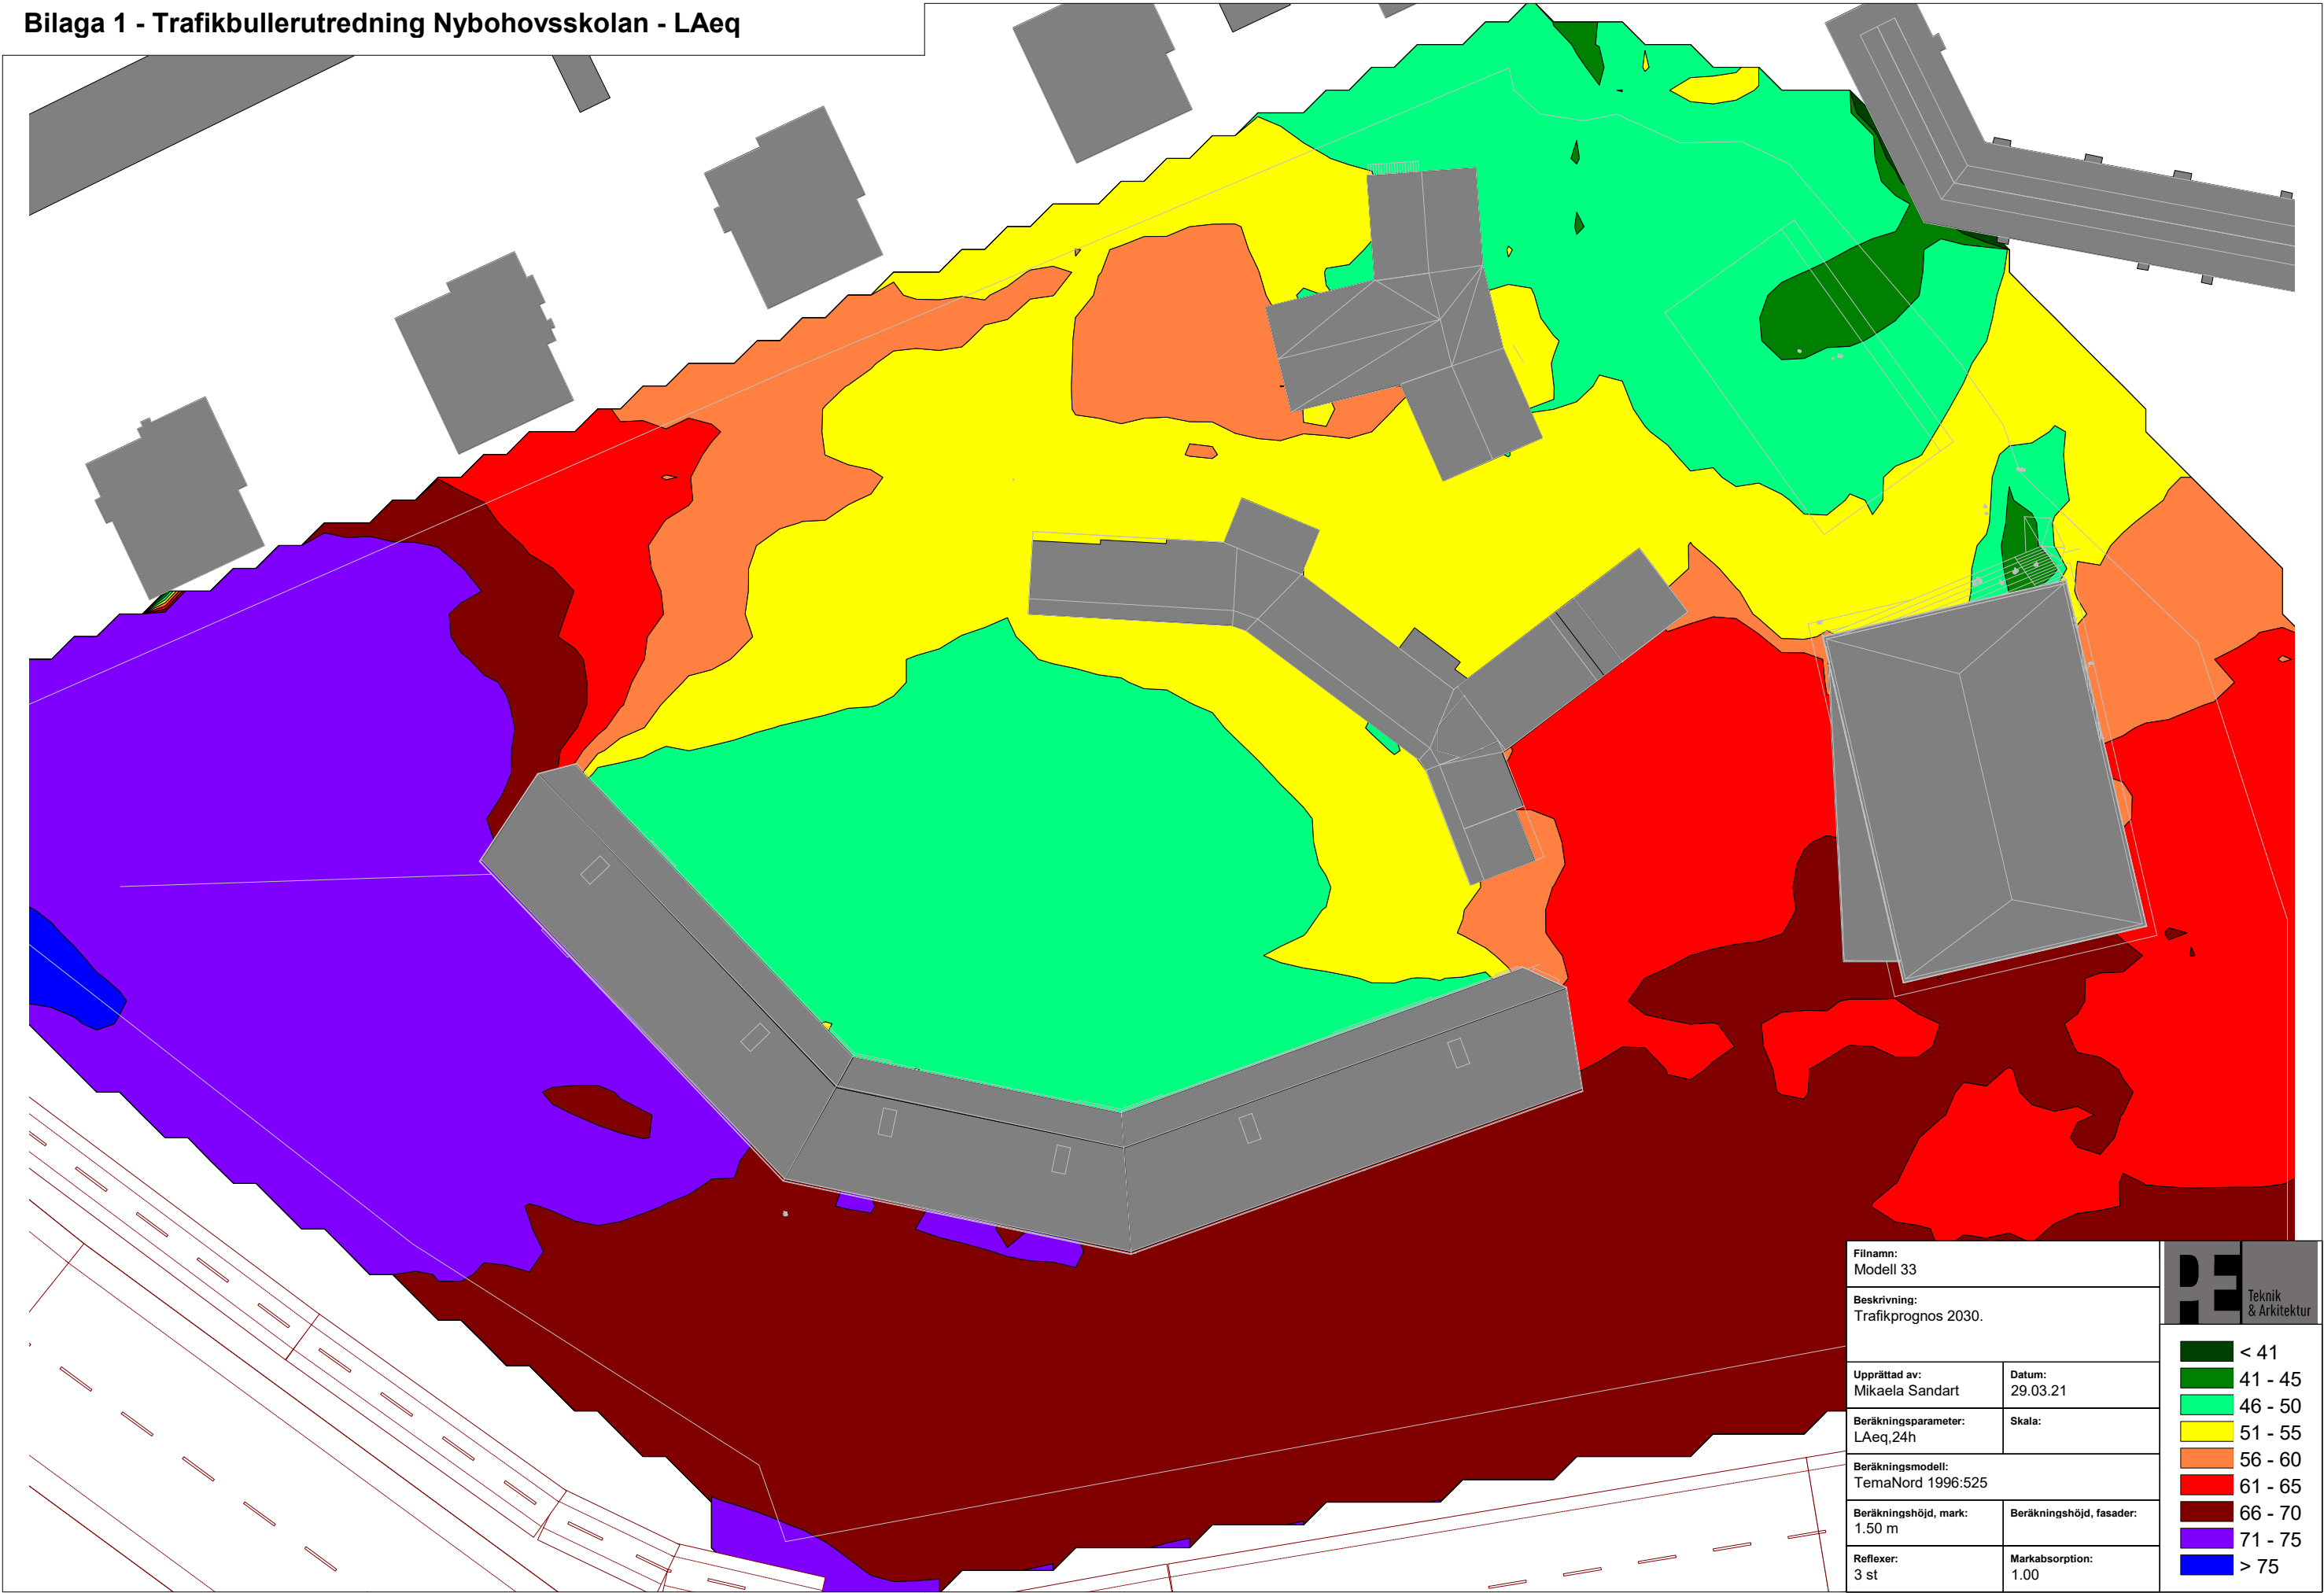 Bilaga 1 - Trafikbullerutredning Nybohovsskolan - LAeq
Filnamn:
Modell 33
Beskrivning:
Trafikprognos 2030.
Upprättad av:
Mikaela Sandart
Datum:
29.03.21
Beräkningsparameter:
LAeq,24h
Skala:
Beräkningsmodell:
TemaNord 1996:525
Beräkningshöjd, mark:
1.50 m
Beräkningshöjd, fasader:
Reflexer:
3 st
Markabsorption:
1.00
PE
Teknik
& Arkitektur
< 41
41 - 45
46 - 50
51 - 55
56 - 60
61 - 65
66 - 70
71 - 75
> 75